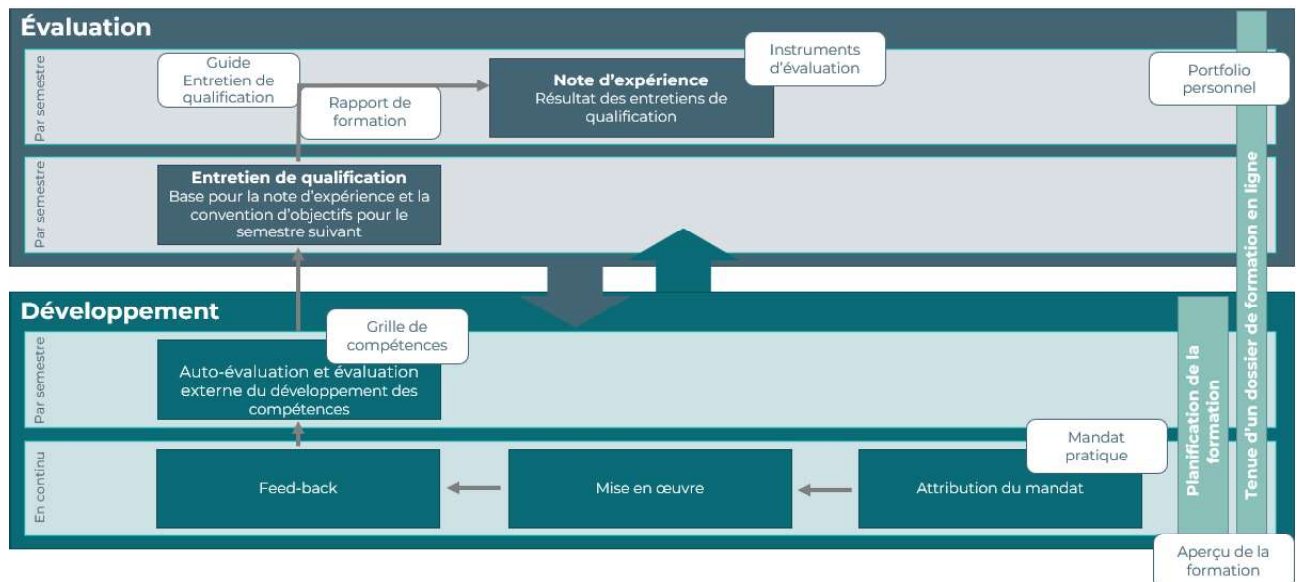 Évaluation
Par semestre
Guide
Entretien de
qualification
Rapport de
formation
Note d'expérience
Résultat des entretiens de
qualification
Instruments
d'évaluation
Portfolio
personnel
Par semestre
Entretien de qualification
Base pour la note d'expérience et la
convention d'objectifs pour le
semestre suivant
Développement
Par semestre
Grille de
compétences
Auto-évaluation et évaluation
externe du développement des
compétences
En continu
Feed-back
Mise en œuvre
Attribution du mandat
Mandat
pratique
Planification de la
formation
Tenue d'un dossier de formation en ligne
Aperçu de la
formation